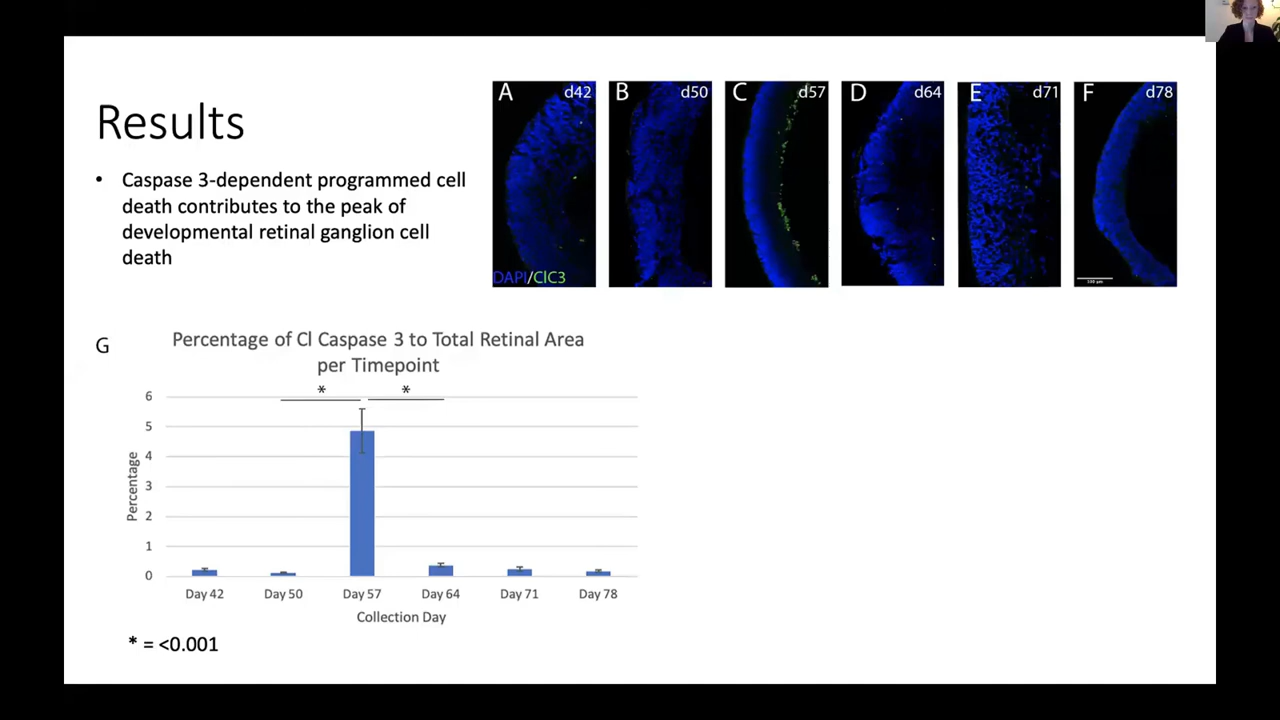 Results
• Caspase 3-dependent programmed cell
death contributes to the peak of
developmental retinal ganglion cell
death
A d42
B d50
C d57
D d64
E d71
F d78
DAPI/ClC3
100 μm
G
Percentage of Cl Caspase 3 to Total Retinal Area
per Timepoint
* *
6
5
4
3
2
1
0
Percentage
Day 42 Day 50 Day 57 Day 64 Day 71 Day 78
Collection Day
* = <0.001